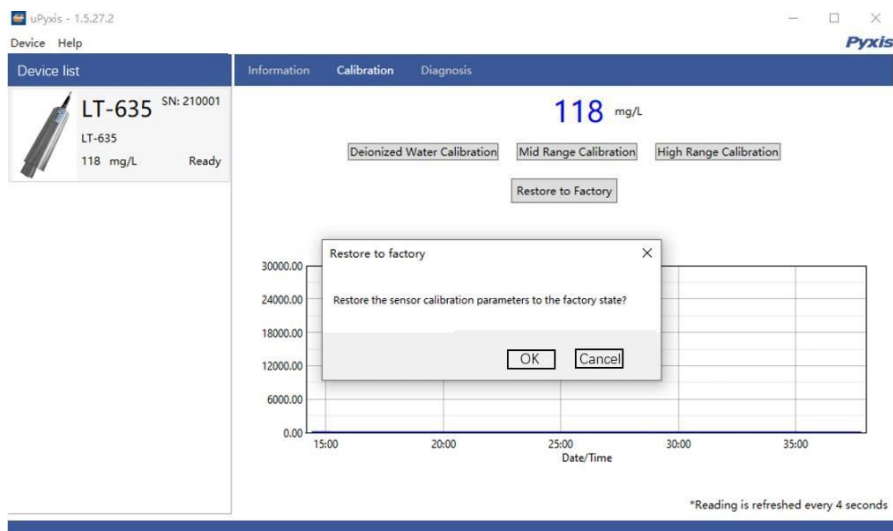 uPyxis - 1.5.27.2
Device Help
Pyxis
Device list
Information Calibration Diagnosis
LT-635 SN: 210001
LT-635
118 mg/L Ready
118 mg/L
Deionized Water Calibration Mid Range Calibration High Range Calibration
Restore to Factory
Restore to factory
Restore the sensor calibration parameters to the factory state?
OK Cancel
30000.00
24000.00
18000.00
12000.00
6000.00
0.00
15:00 20:00 25:00 30:00 35:00
Date/Time
*Reading is refreshed every 4 seconds